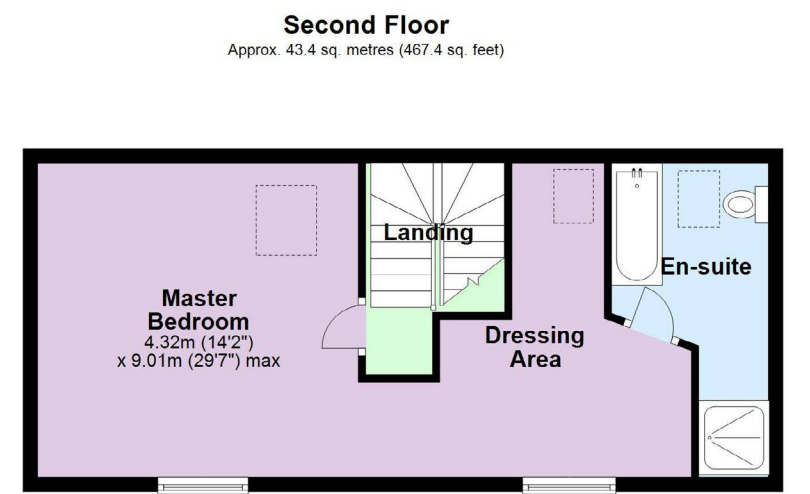 Second Floor
Approx. 43.4 sq. metres (467.4 sq. feet)
Landing
En-suite
Master
Bedroom
4.32m (14'2")
x 9.01m (29'7") max
Dressing
Area